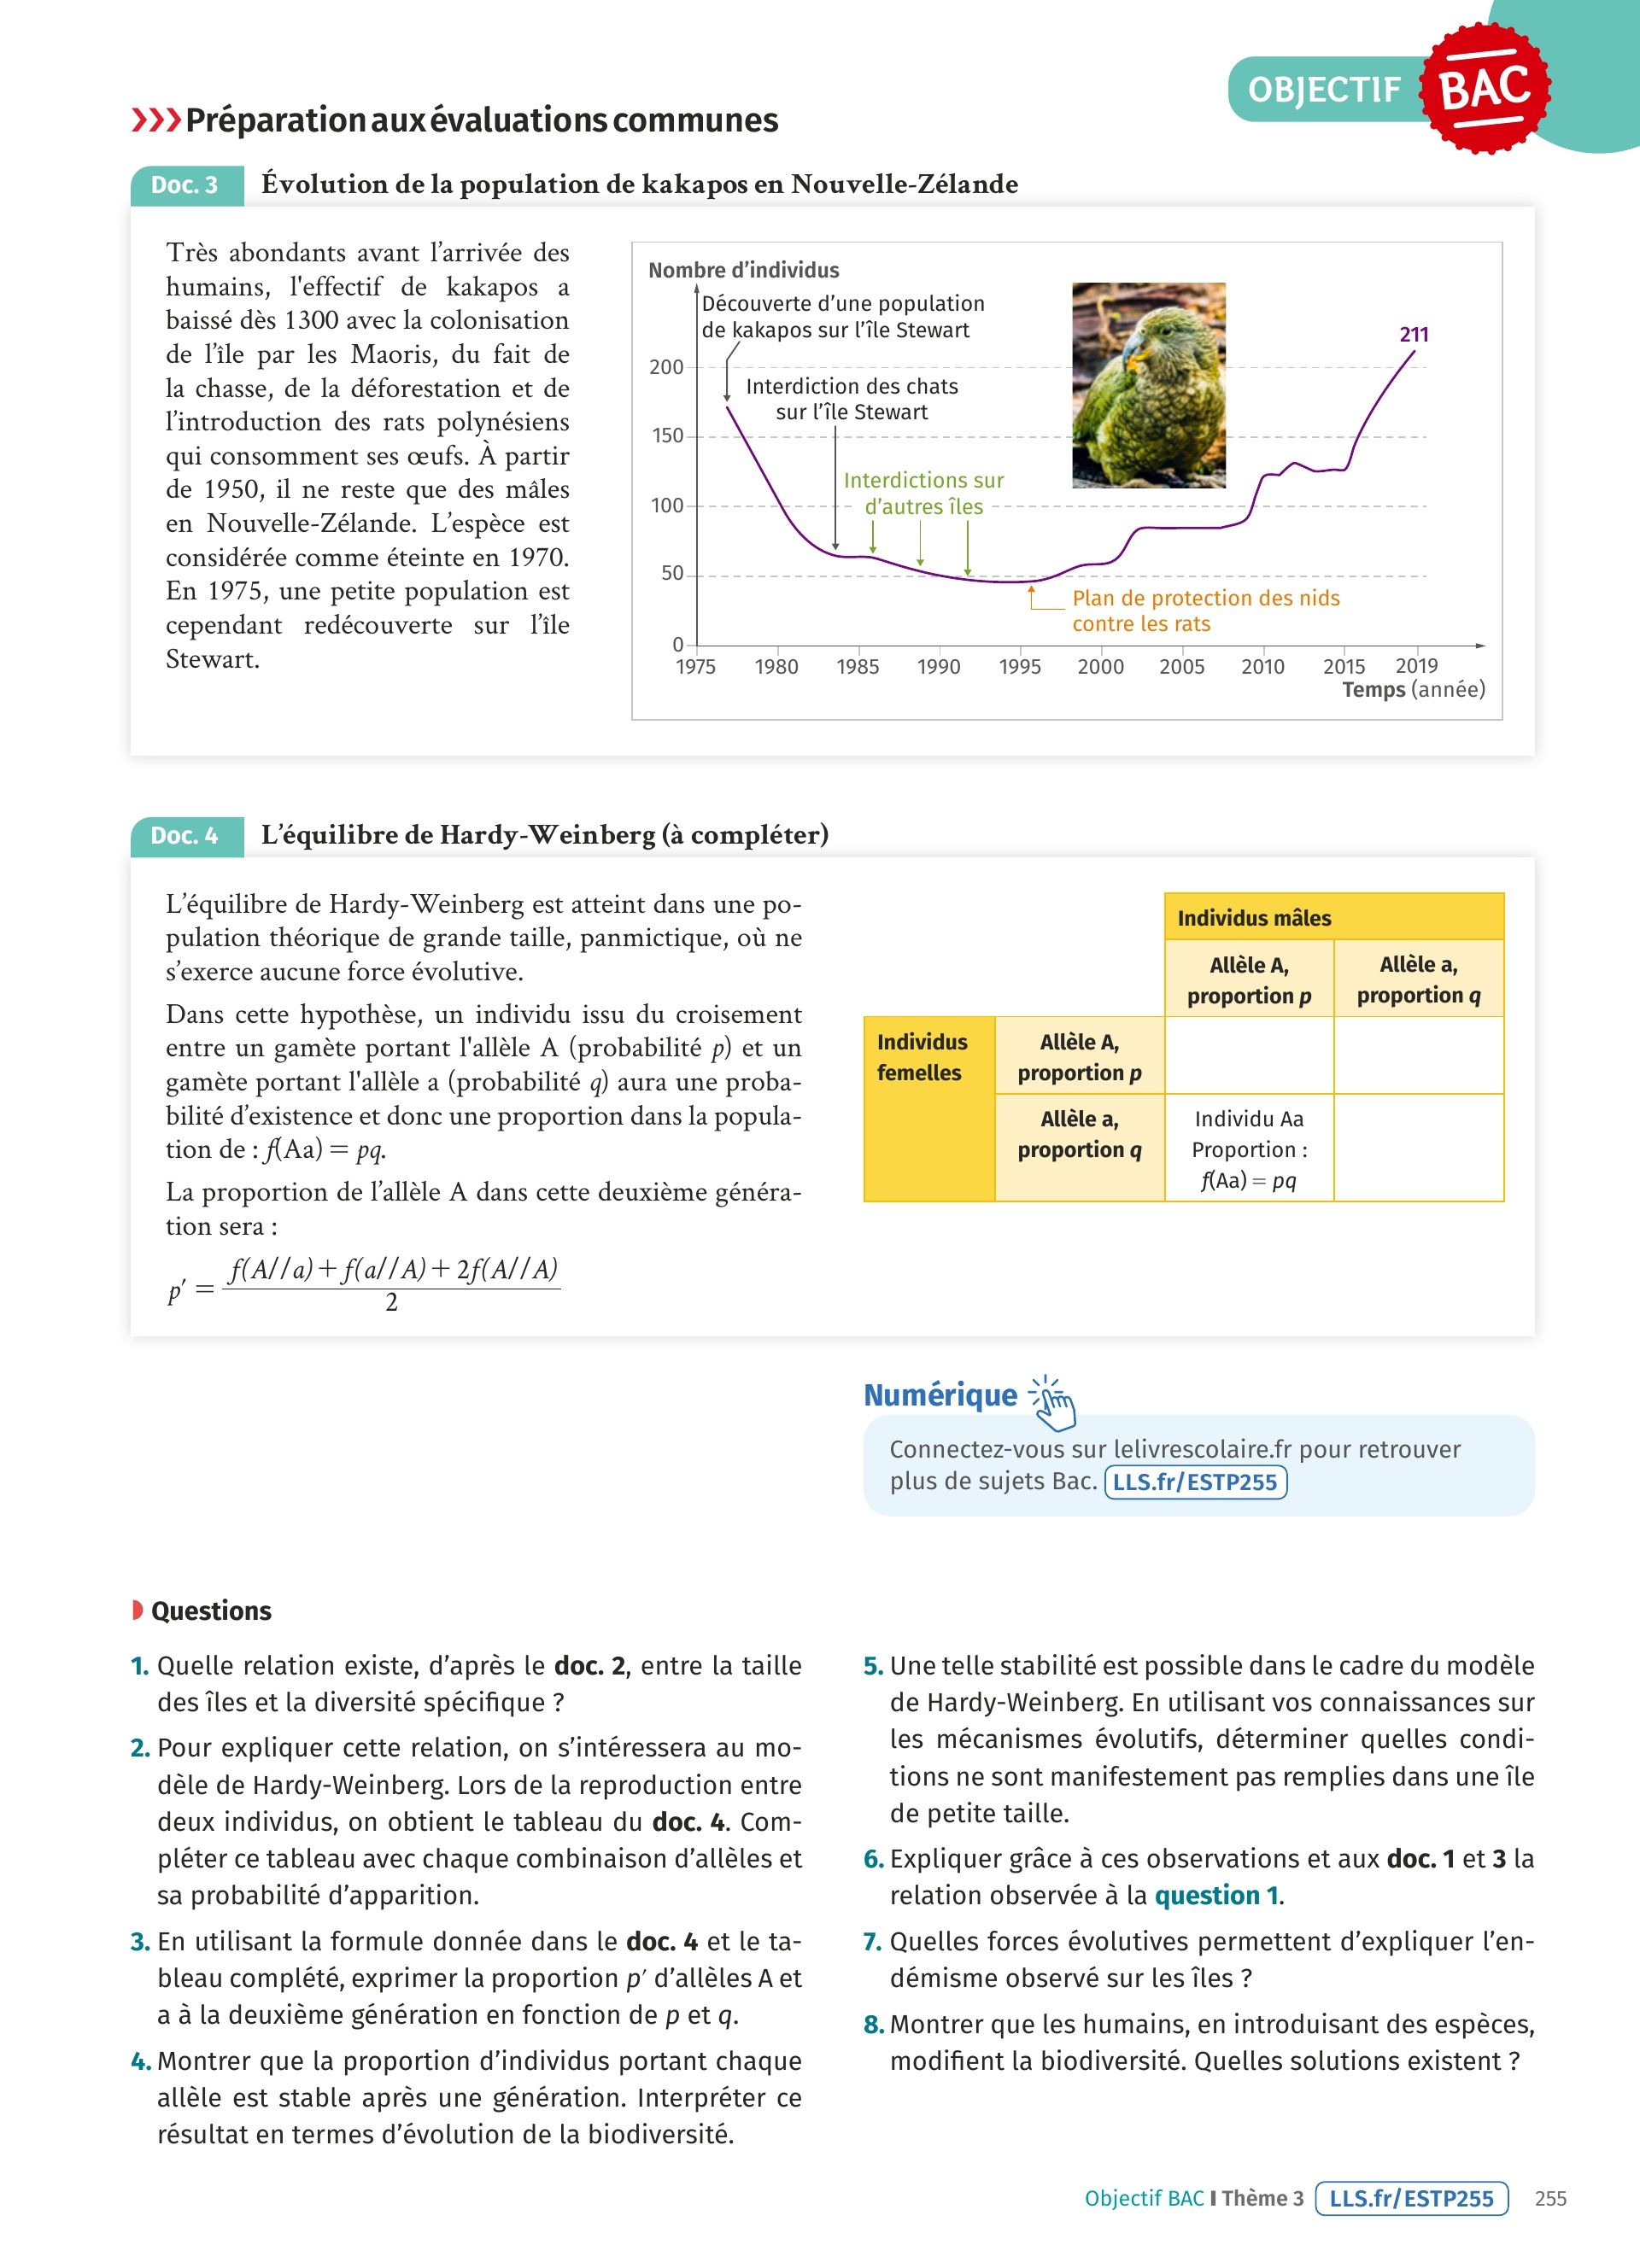 OBJECTIF BAC
Préparation aux évaluations communes
Doc. 3 Évolution de la population de kakapos en Nouvelle-Zélande
Très abondants avant l’arrivée des
humains, l'effectif de kakapos a
baissé dès 1300 avec la colonisation
de l’île par les Maoris, du fait de
la chasse, de la déforestation et de
l’introduction des rats polynésiens
qui consomment ses œufs. À partir
de 1950, il ne reste que des mâles
en Nouvelle-Zélande. L’espèce est
considérée comme éteinte en 1970.
En 1975, une petite population est
cependant redécouverte sur l’île
Stewart.
Nombre d’individus
Découverte d’une population
de kakapos sur l’île Stewart
211
200
Interdiction des chats
sur l’île Stewart
150
Interdictions sur
d’autres îles
100
50
Plan de protection des nids
contre les rats
0
1975 1980 1985 1990 1995 2000 2005 2010 2015 2019
Temps (année)
Doc. 4 L’équilibre de Hardy-Weinberg (à compléter)
L’équilibre de Hardy-Weinberg est atteint dans une po-
pulation théorique de grande taille, panmictique, où ne
s’exerce aucune force évolutive.
Dans cette hypothèse, un individu issu du croisement
entre un gamète portant l'allèle A (probabilité p) et un
gamète portant l'allèle a (probabilité q) aura une proba-
bilité d’existence et donc une proportion dans la popula-
tion de : f(Aa) = pq.
La proportion de l’allèle A dans cette deuxième généra-
tion sera :
p′ = f(A//a) + f(a//A) + 2f(A//A)
2
Individus mâles
Allèle A,
proportion p
Allèle a,
proportion q
Individus
femelles
Allèle A,
proportion p
Allèle a,
proportion q
Individu Aa
Proportion :
f(Aa) = pq
Numérique
Connectez-vous sur lelivrescolaire.fr pour retrouver
plus de sujets Bac. LLS.fr/ESTP255
Questions
1. Quelle relation existe, d’après le doc. 2, entre la taille
des îles et la diversité spécifique ?
2. Pour expliquer cette relation, on s’intéressera au mo-
dèle de Hardy-Weinberg. Lors de la reproduction entre
deux individus, on obtient le tableau du doc. 4. Com-
pléter ce tableau avec chaque combinaison d’allèles et
sa probabilité d’apparition.
3. En utilisant la formule donnée dans le doc. 4 et le ta-
bleau complété, exprimer la proportion p′ d’allèles A et
a à la deuxième génération en fonction de p et q.
4. Montrer que la proportion d’individus portant chaque
allèle est stable après une génération. Interpréter ce
résultat en termes d’évolution de la biodiversité.
5. Une telle stabilité est possible dans le cadre du modèle
de Hardy-Weinberg. En utilisant vos connaissances sur
les mécanismes évolutifs, déterminer quelles condi-
tions ne sont manifestement pas remplies dans une île
de petite taille.
6. Expliquer grâce à ces observations et aux doc. 1 et 3 la
relation observée à la question 1.
7. Quelles forces évolutives permettent d’expliquer l’en-
démisme observé sur les îles ?
8. Montrer que les humains, en introduisant des espèces,
modifient la biodiversité. Quelles solutions existent ?
Objectif BAC I Thème 3 LLS.fr/ESTP255 255